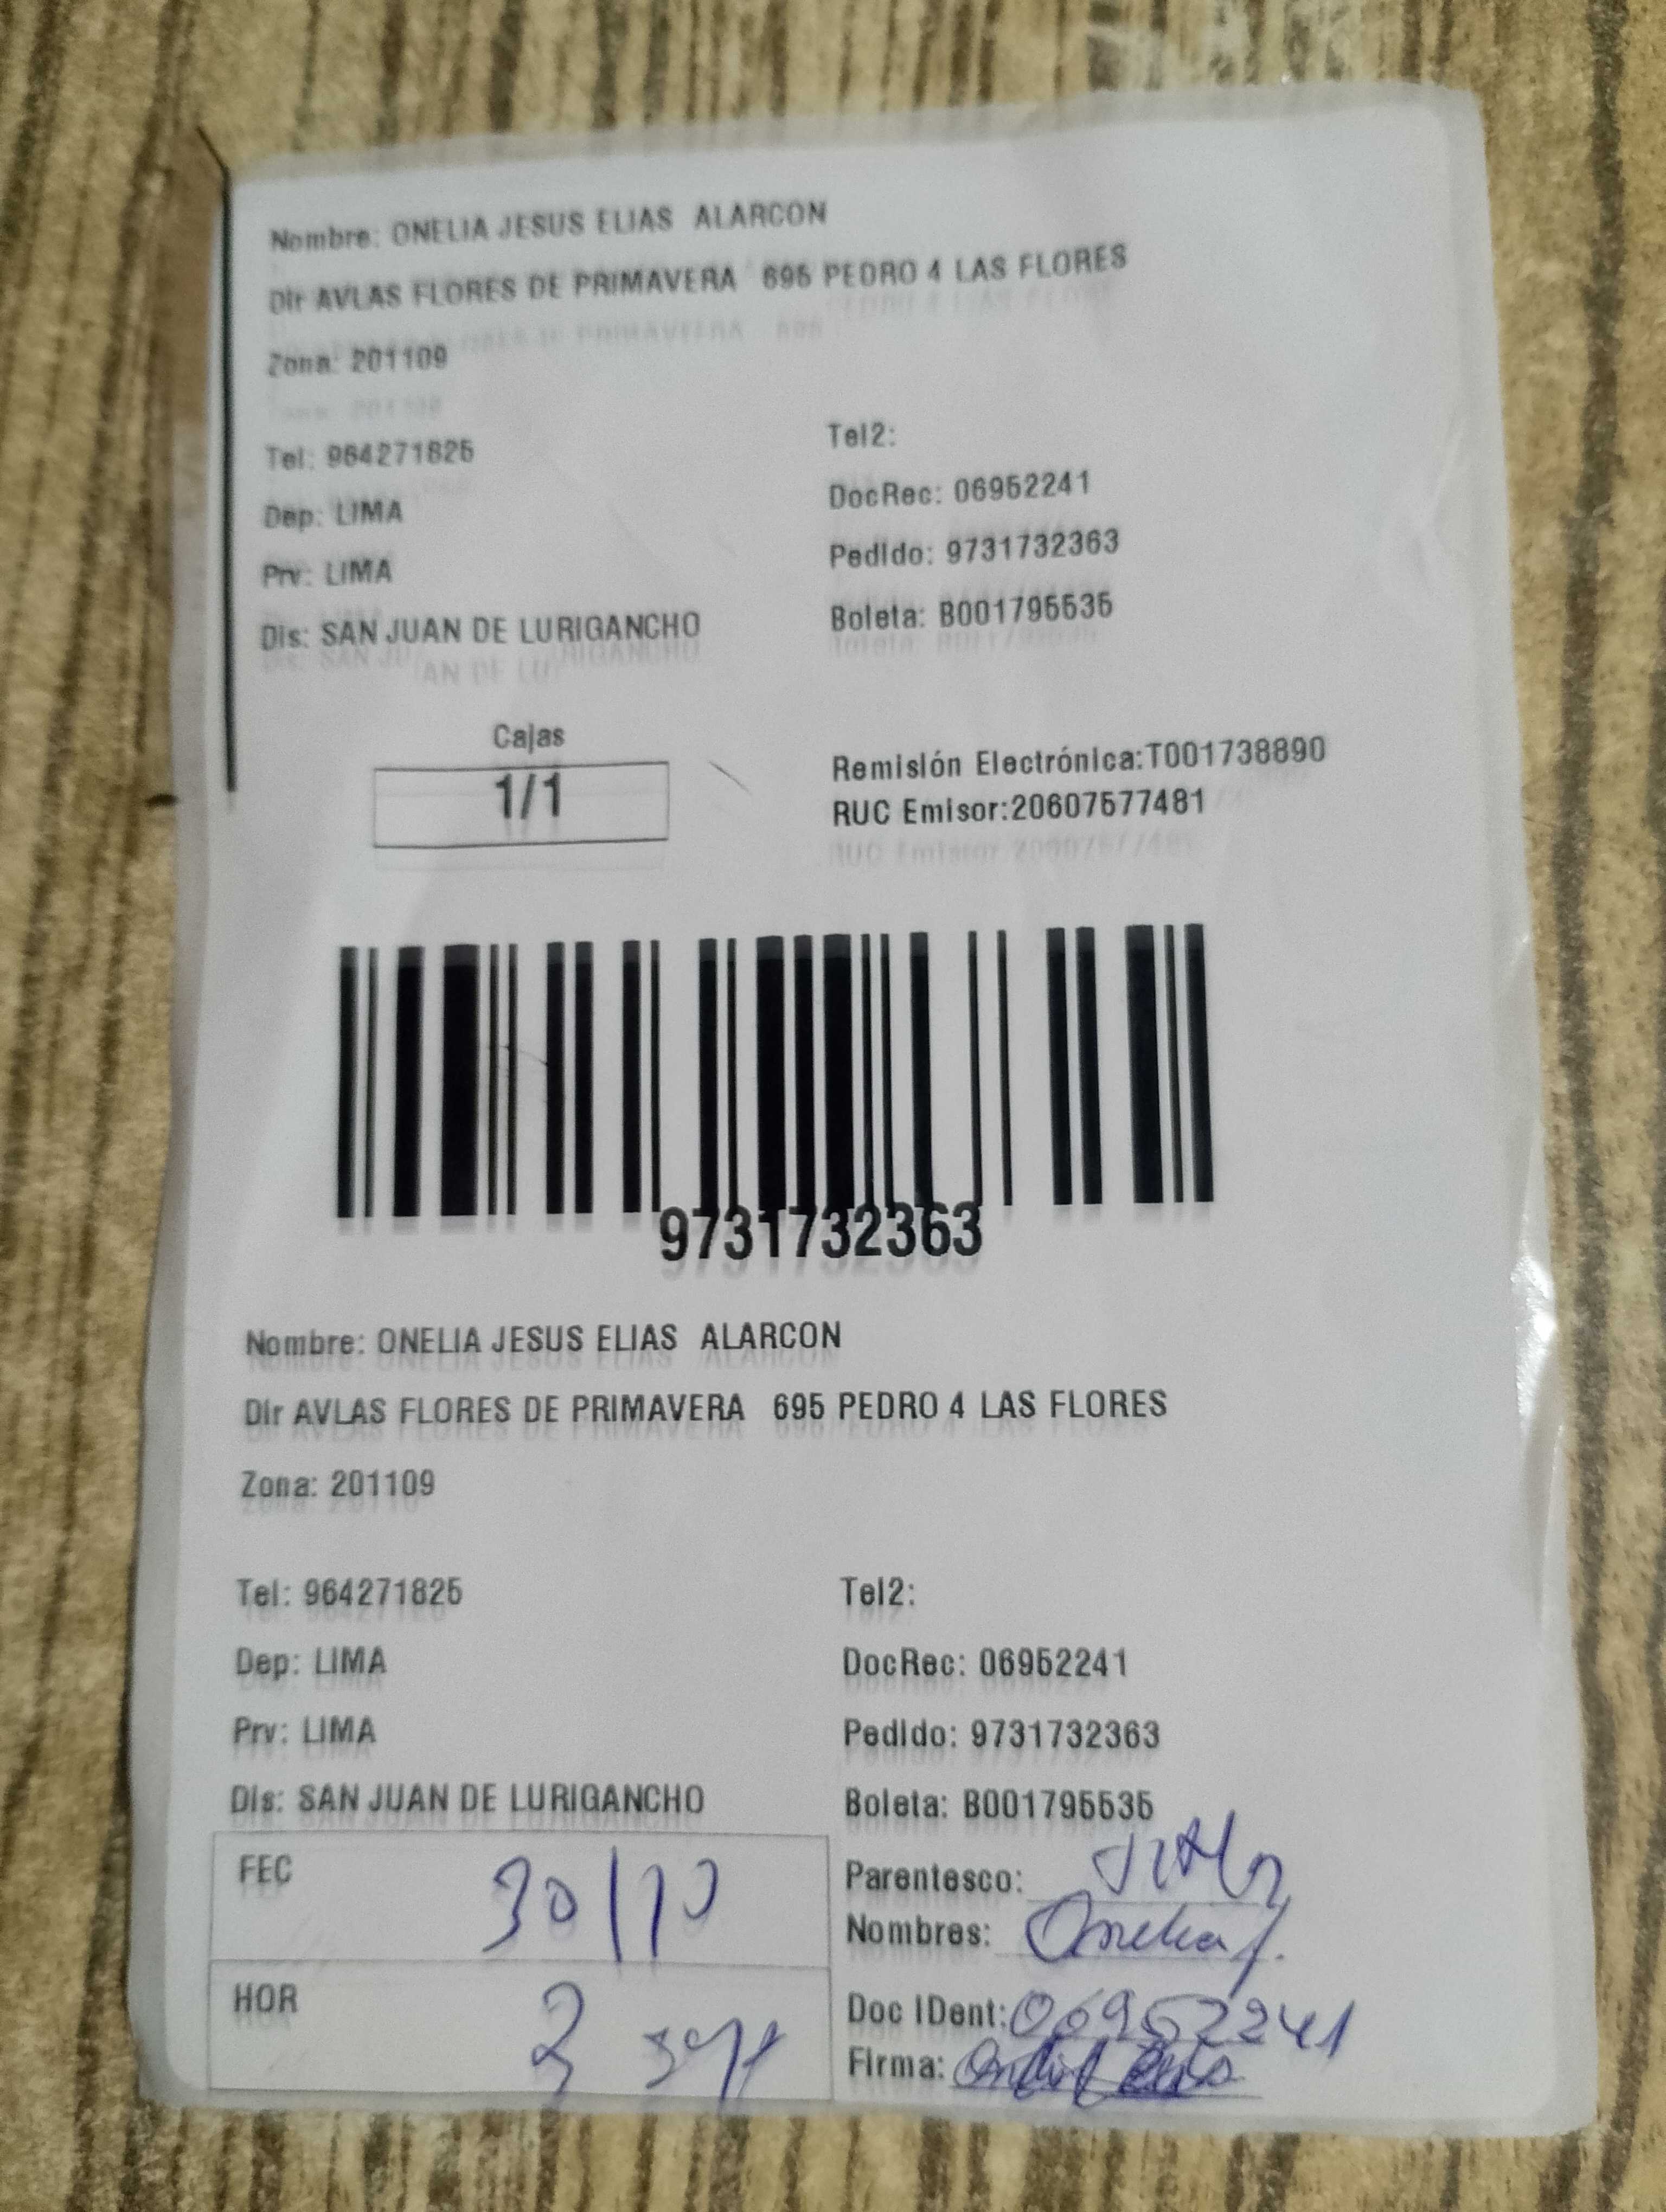 Nombre: ONELIA JESUS ELIAS ALARCON
Dir AVLAS FLORES DE PRIMAVERA 695 PEDRO 4 LAS FLORES
Zona: 201109
Tel: 964271825
Tel2:
Dep: LIMA
DocRec: 06952241
Prv: LIMA
Pedido: 9731732363
Dis: SAN JUAN DE LURIGANCHO
Boleta: B001795535
Cajas
1/1
Remisión Electrónica:T001738890
RUC Emisor:20607577481
9731732363
Nombre: ONELIA JESUS ELIAS ALARCON
Dir AVLAS FLORES DE PRIMAVERA 695 PEDRO 4 LAS FLORES
Zona: 201109
Tel: 964271825
Tel2:
Dep: LIMA
DocRec: 06952241
Prv: LIMA
Pedido: 9731732363
Dis: SAN JUAN DE LURIGANCHO
Boleta: B001795535
FEC 30/10
Parentesco:
Nombres: Onelia J.
HOR
Doc IDent: 06952241
Firma: